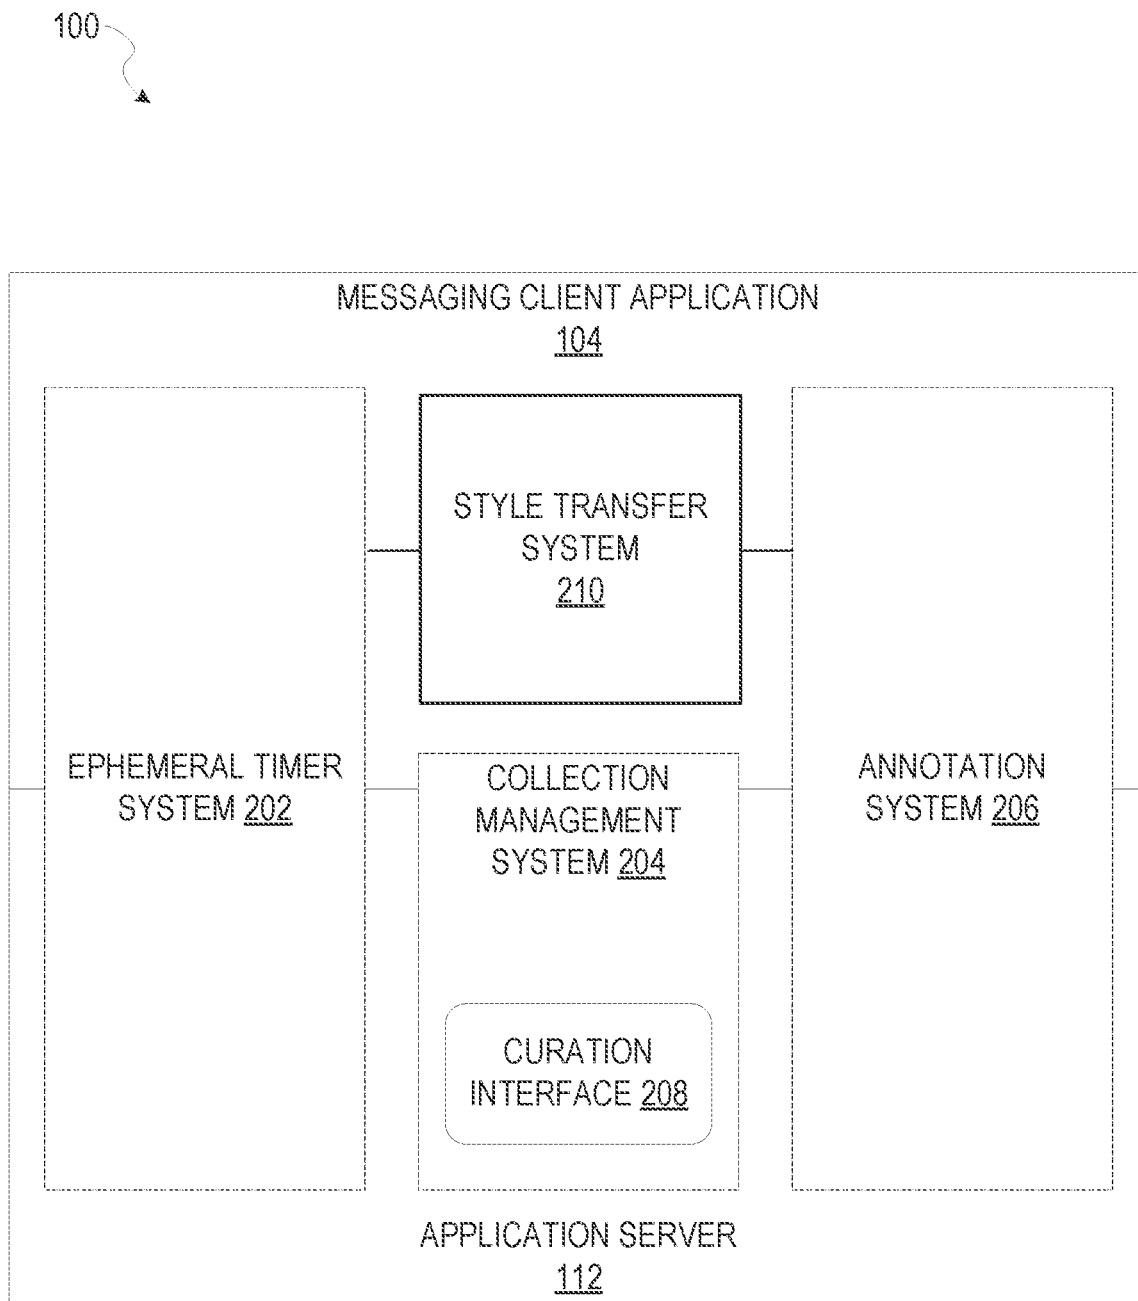 100
MESSAGING CLIENT APPLICATION
104
STYLE TRANSFER
SYSTEM
210
EPHEMERAL TIMER
SYSTEM 202
COLLECTION
MANAGEMENT
SYSTEM 204
ANNOTATION
SYSTEM 206
CURATION
INTERFACE 208
APPLICATION SERVER
112